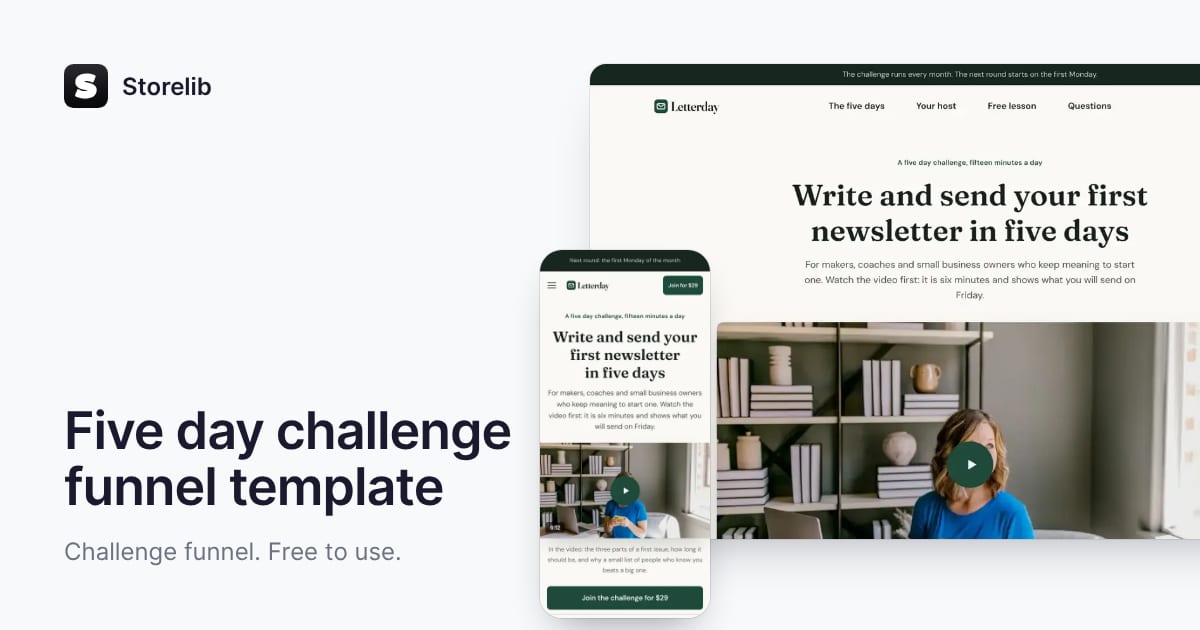 Storelib
Five day challenge
funnel template
Challenge funnel. Free to use.
The challenge runs every month. The next round starts on the first Monday.
Letterday
The five days
Your host
Free lesson
Questions
A five day challenge, fifteen minutes a day
Write and send your first
newsletter in five days
For makers, coaches and small business owners who keep meaning to start
one. Watch the video first: it is six minutes and shows what you will send on
Friday.
Next round: the first Monday of the month
Letterday
Join for $29
A five day challenge, fifteen minutes a day
Write and send your
first newsletter
in five days
For makers, coaches and small business owners
who keep meaning to start one. Watch the
video first: it is six minutes and shows what you
will send on Friday.
6:12
In the video: the three parts of a first issue, how long it
should be, and why a small list of people who know you
beats a big one.
Join the challenge for $29